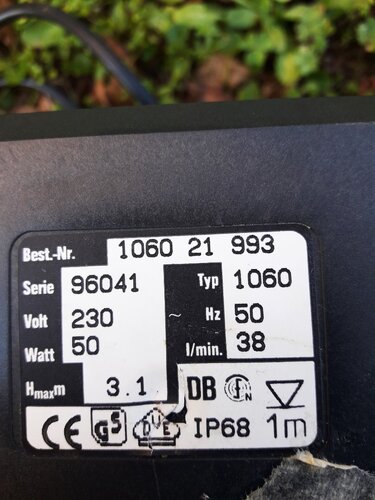 Best.-Nr. 1060 21 993
Serie 96041 Typ 1060
Volt 230 Hz 50
Watt 50 l/min. 38
Hmaxm 3.1 DB N
CE GS DVE IP68 1m